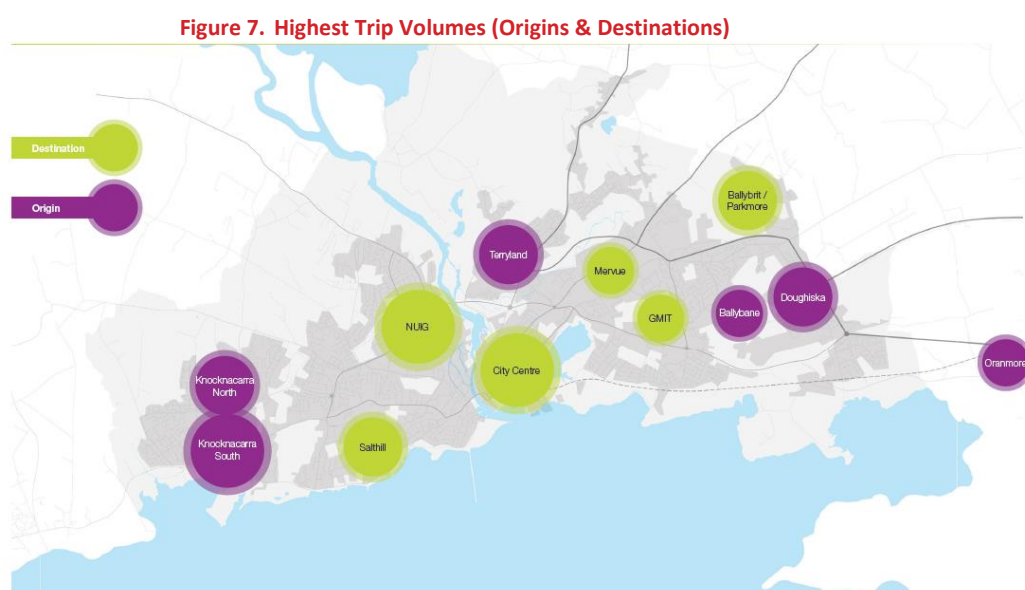 Figure 7. Highest Trip Volumes (Origins & Destinations)
Destination
Origin
Ballybrit /
Parkmore
Terryland
Mervue
Doughiska
Ballybane
GMIT
NUIG
City Centre
Oranmore
Knocknacarra
North
Knocknacarra
South
Salthill